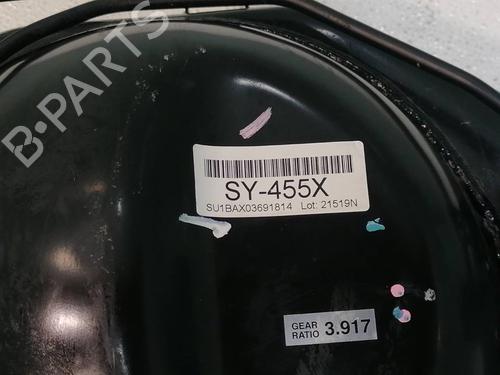 B-PARTS
SY-455X
SU1BAX03691814 Lot: 21519N
GEAR RATIO 3.917